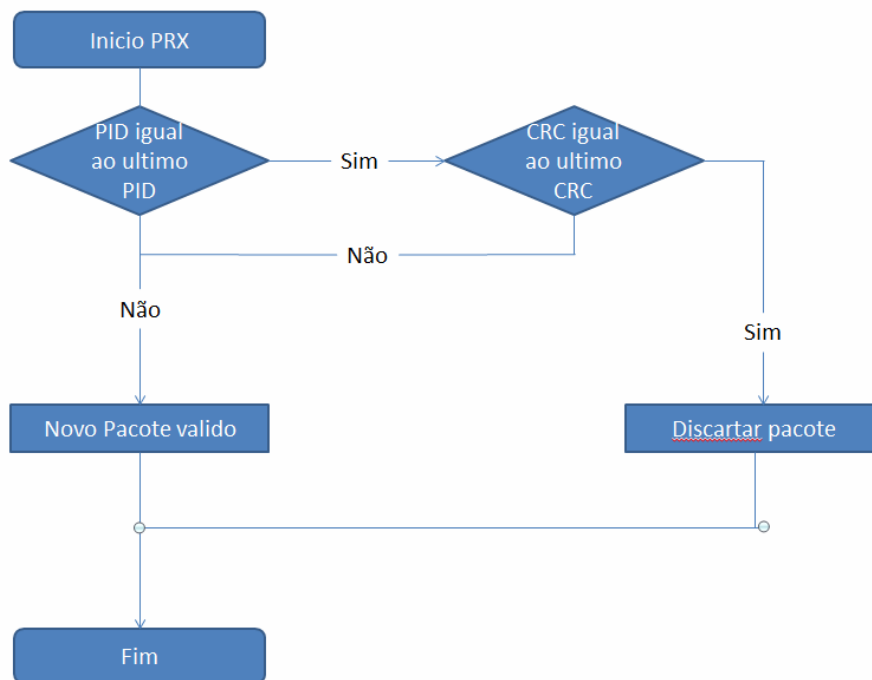 Inicio PRX
PID igual
ao ultimo
PID
Sim
CRC igual
ao ultimo
CRC
Não
Não
Sim
Novo Pacote valido
Discartar pacote
Fim